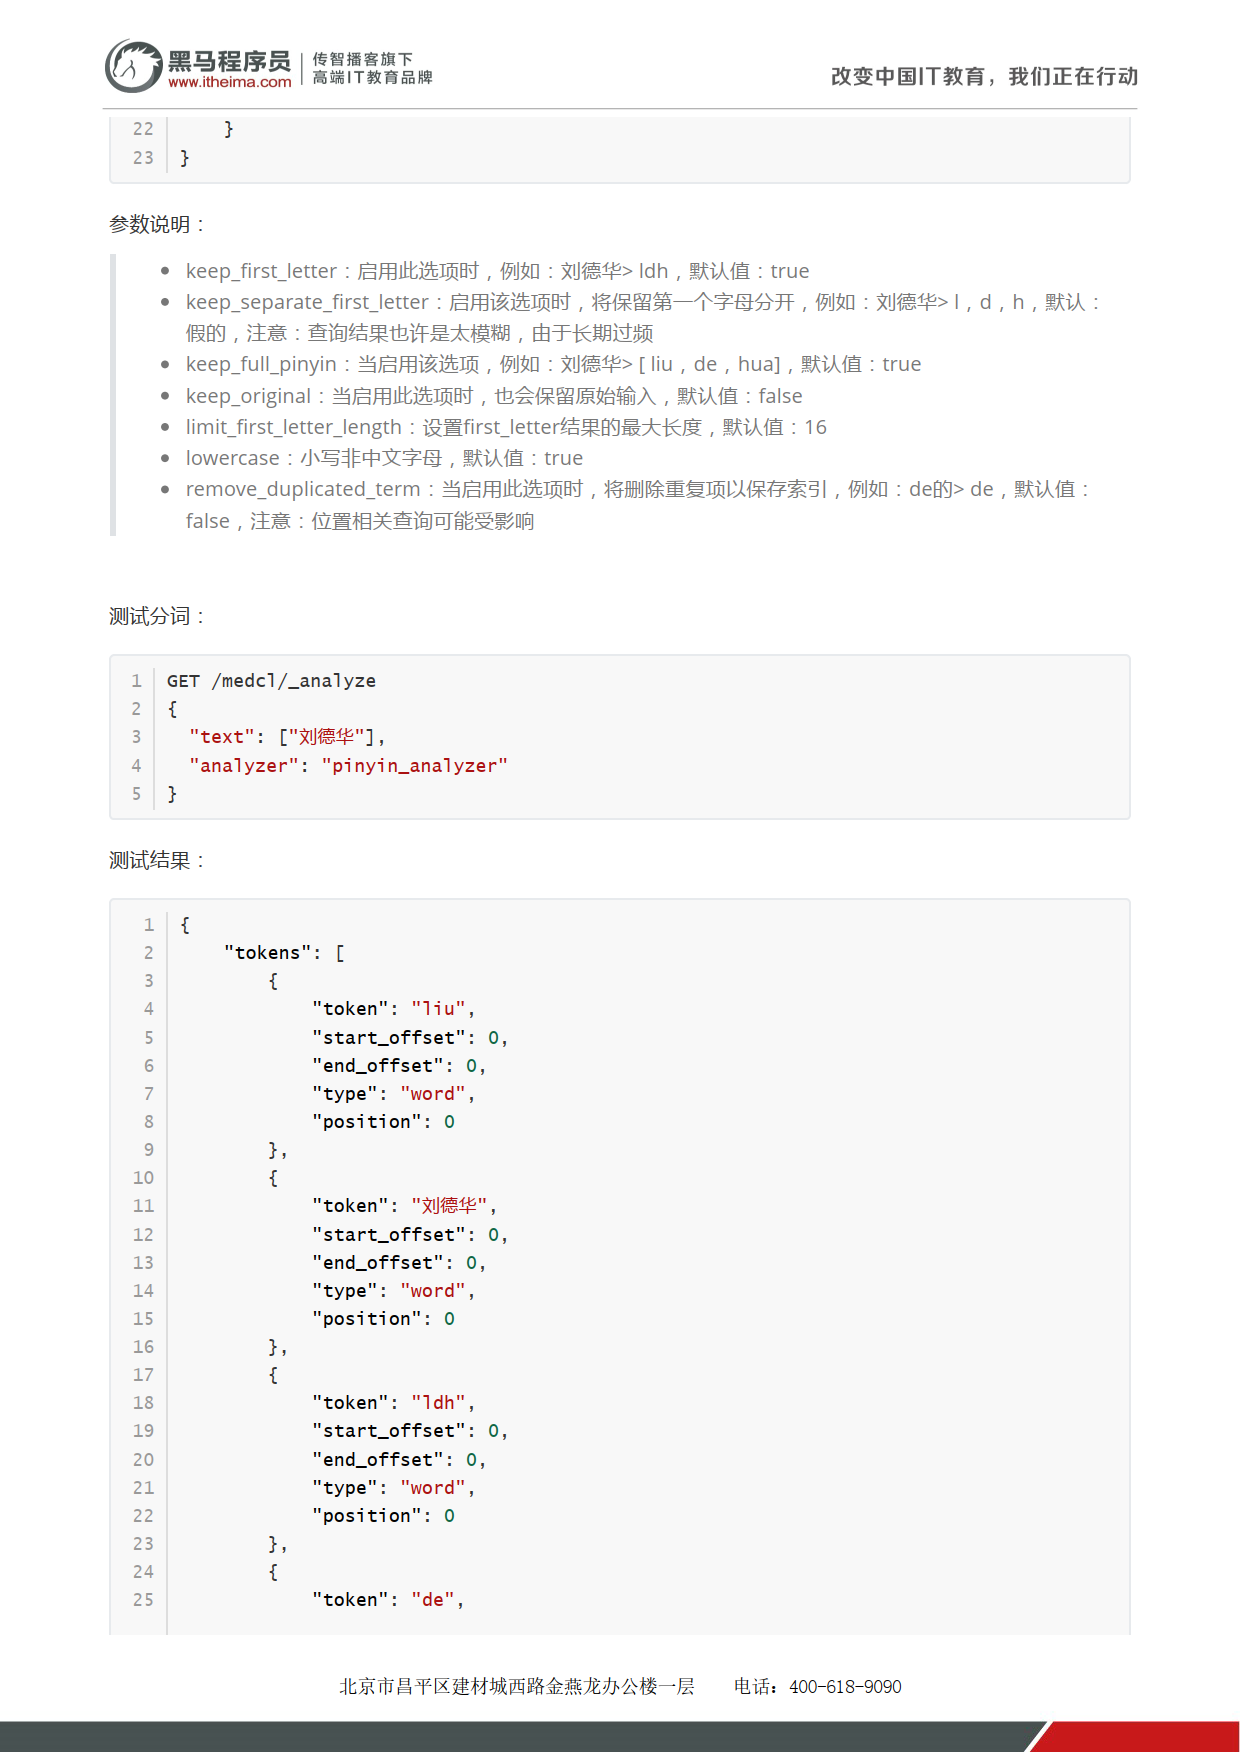 黑马程序员
www.itheima.com
传智播客旗下
高端IT教育品牌
改变中国IT教育，我们正在行动
22     }
23 }
参数说明：
keep_first_letter：启用此选项时，例如：刘德华> ldh，默认值：true
keep_separate_first_letter：启用该选项时，将保留第一个字母分开，例如：刘德华> l，d，h，默认：
假的，注意：查询结果也许是太模糊，由于长期过频
keep_full_pinyin：当启用该选项，例如：刘德华> [ liu，de，hua]，默认值：true
keep_original：当启用此选项时，也会保留原始输入，默认值：false
limit_first_letter_length：设置first_letter结果的最大长度，默认值：16
lowercase：小写非中文字母，默认值：true
remove_duplicated_term：当启用此选项时，将删除重复项以保存索引，例如：de的> de，默认值：
false，注意：位置相关查询可能受影响
测试分词：
1 GET /medcl/_analyze
2 {
3   "text": ["刘德华"],
4   "analyzer": "pinyin_analyzer"
5 }
测试结果：
1 {
2     "tokens": [
3         {
4             "token": "liu",
5             "start_offset": 0,
6             "end_offset": 0,
7             "type": "word",
8             "position": 0
9         },
10         {
11             "token": "刘德华",
12             "start_offset": 0,
13             "end_offset": 0,
14             "type": "word",
15             "position": 0
16         },
17         {
18             "token": "ldh",
19             "start_offset": 0,
20             "end_offset": 0,
21             "type": "word",
22             "position": 0
23         },
24         {
25             "token": "de",
北京市昌平区建材城西路金燕龙办公楼一层 电话：400-618-9090